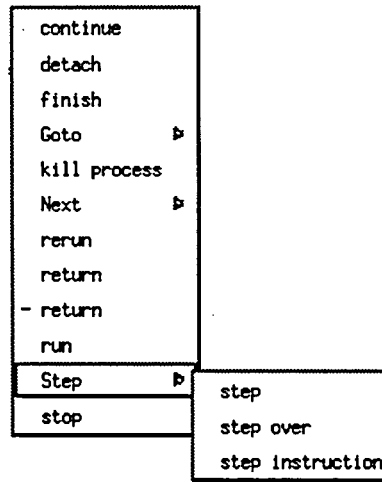 continue
detach
finish
Goto
kill process
Next
rerun
return
- return
run
Step
stop
step
step over
step instruction